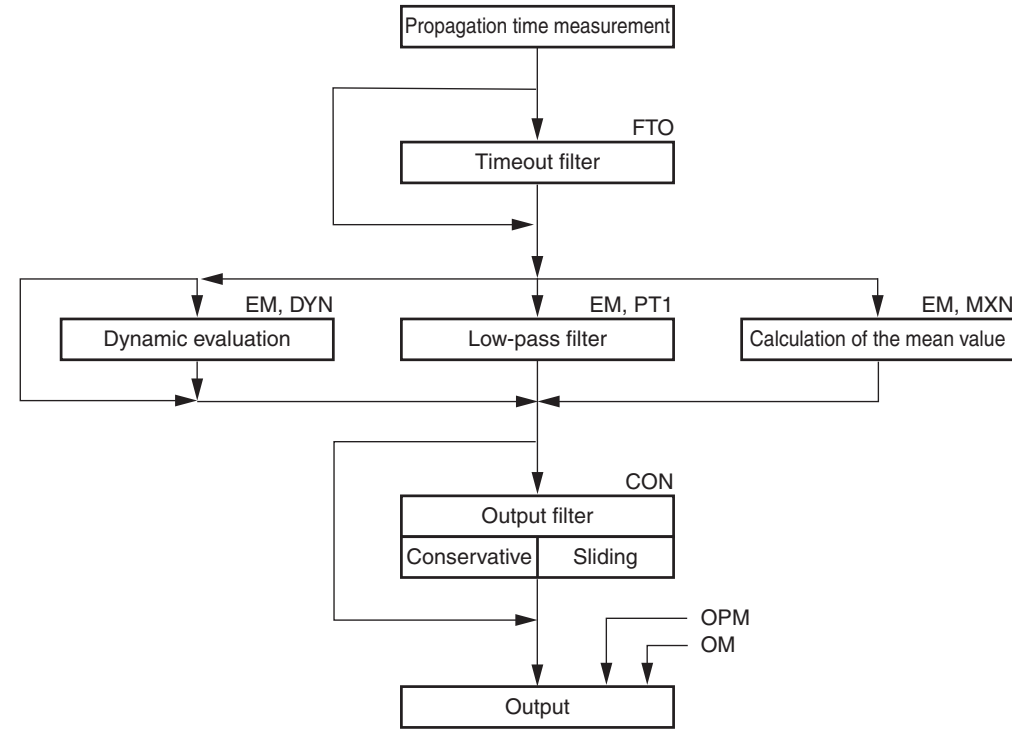 Propagation time measurement
FTO
Timeout filter
EM, DYN
EM, PT1
EM, MXN
Dynamic evaluation
Low-pass filter
Calculation of the mean value
CON
Output filter
Conservative
Sliding
OPM
OM
Output